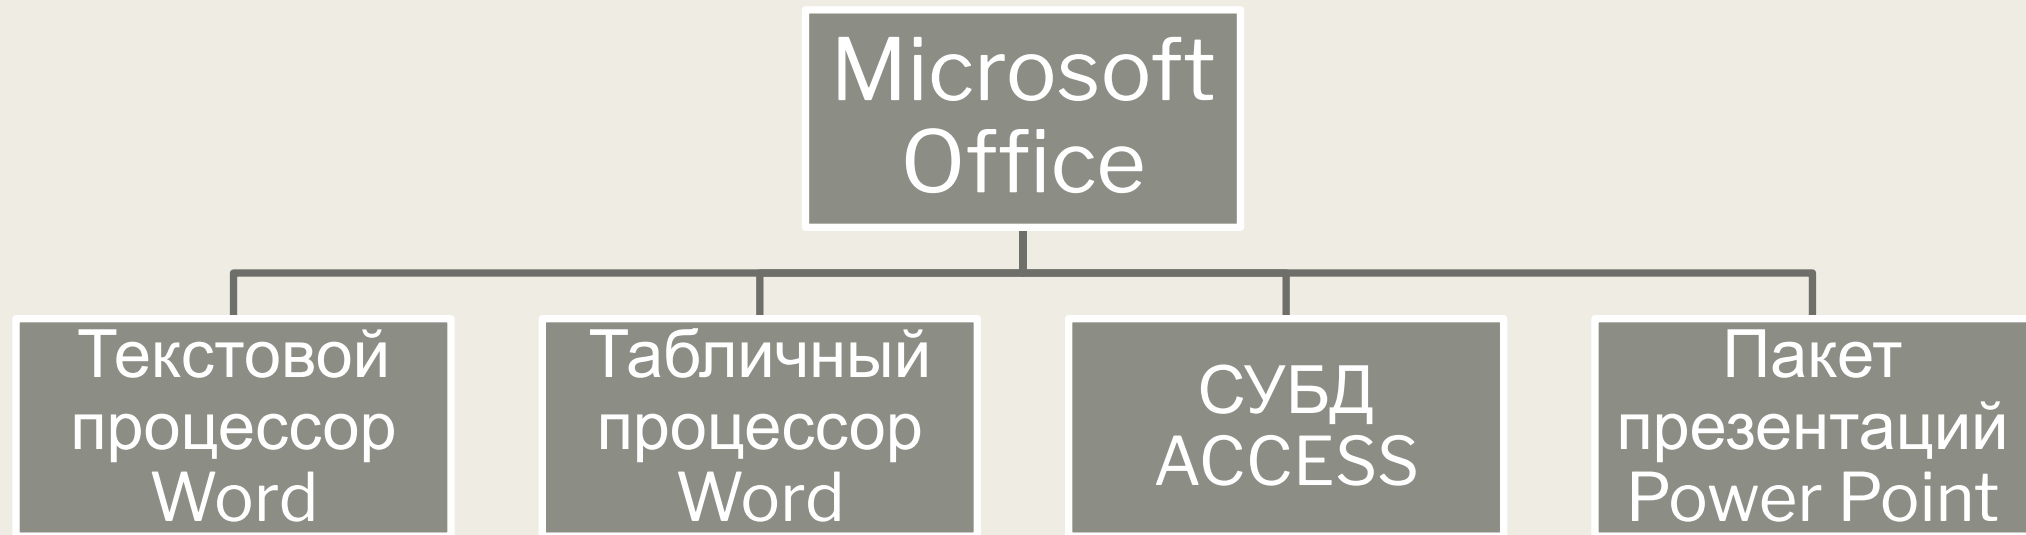 Microsoft
Office
Текстовой
процессор
Word
Табличный
процессор
Word
СУБД
ACCESS
Пакет
презентаций
Power Point